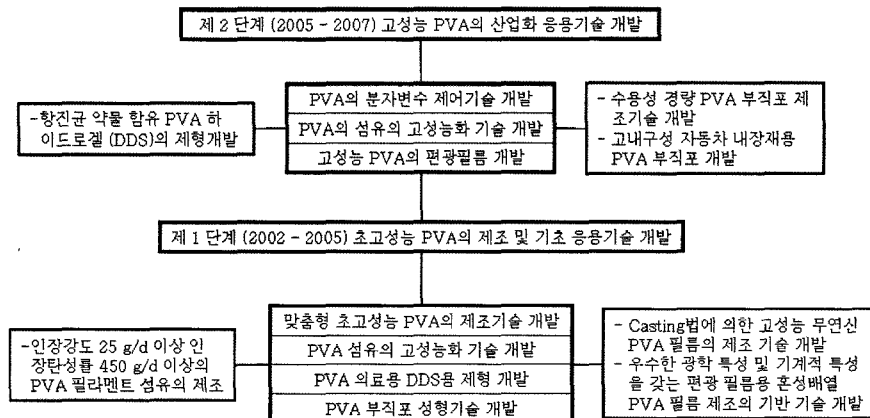 제 2 단계 (2005 - 2007) 고성능 PVA의 산업화 응용기술 개발
-항진균 약물 함유 PVA 하
이드로겔 (DDS)의 제형개발
PVA의 분자변수 제어기술 개발
PVA의 섬유의 고성능화 기술 개발
고성능 PVA의 편광필름 개발
- 수용성 경량 PVA 부직포 제
조기술 개발
- 고내구성 자동차 내장재용
PVA 부직포 개발
제 1 단계 (2002 - 2005) 초고성능 PVA의 제조 및 기초 응용기술 개발
-인장강도 25 g/d 이상 인
장탄성률 450 g/d 이상의
PVA 필라멘트 섬유의 제조
맞춤형 초고성능 PVA의 제조기술 개발
PVA 섬유의 고성능화 기술 개발
PVA 의료용 DDS용 제형 개발
PVA 부직포 성형기술 개발
- Casting법에 의한 고성능 무연신
PVA 필름의 제조 기술 개발
- 우수한 광학 특성 및 기계적 특성
을 갖는 편광 필름용 혼성배열
PVA 필름 제조의 기반 기술 개발